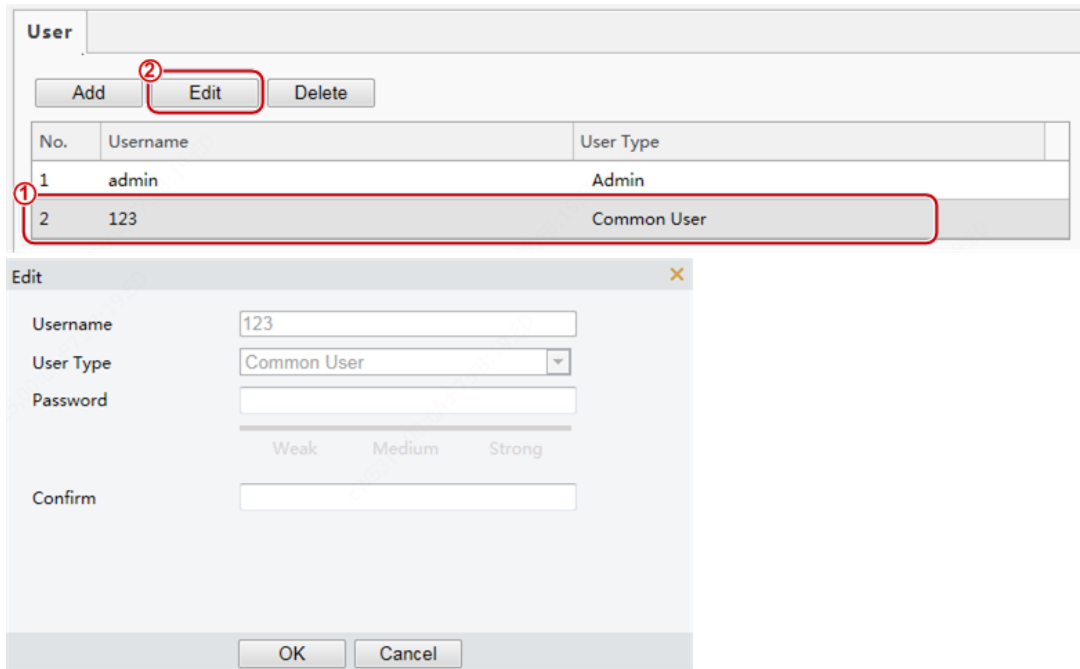 User
②
Add Edit Delete
No. Username User Type
1 admin Admin
①
2 123 Common User
Edit
Username 123
User Type Common User
Password
Weak Medium Strong
Confirm
OK Cancel